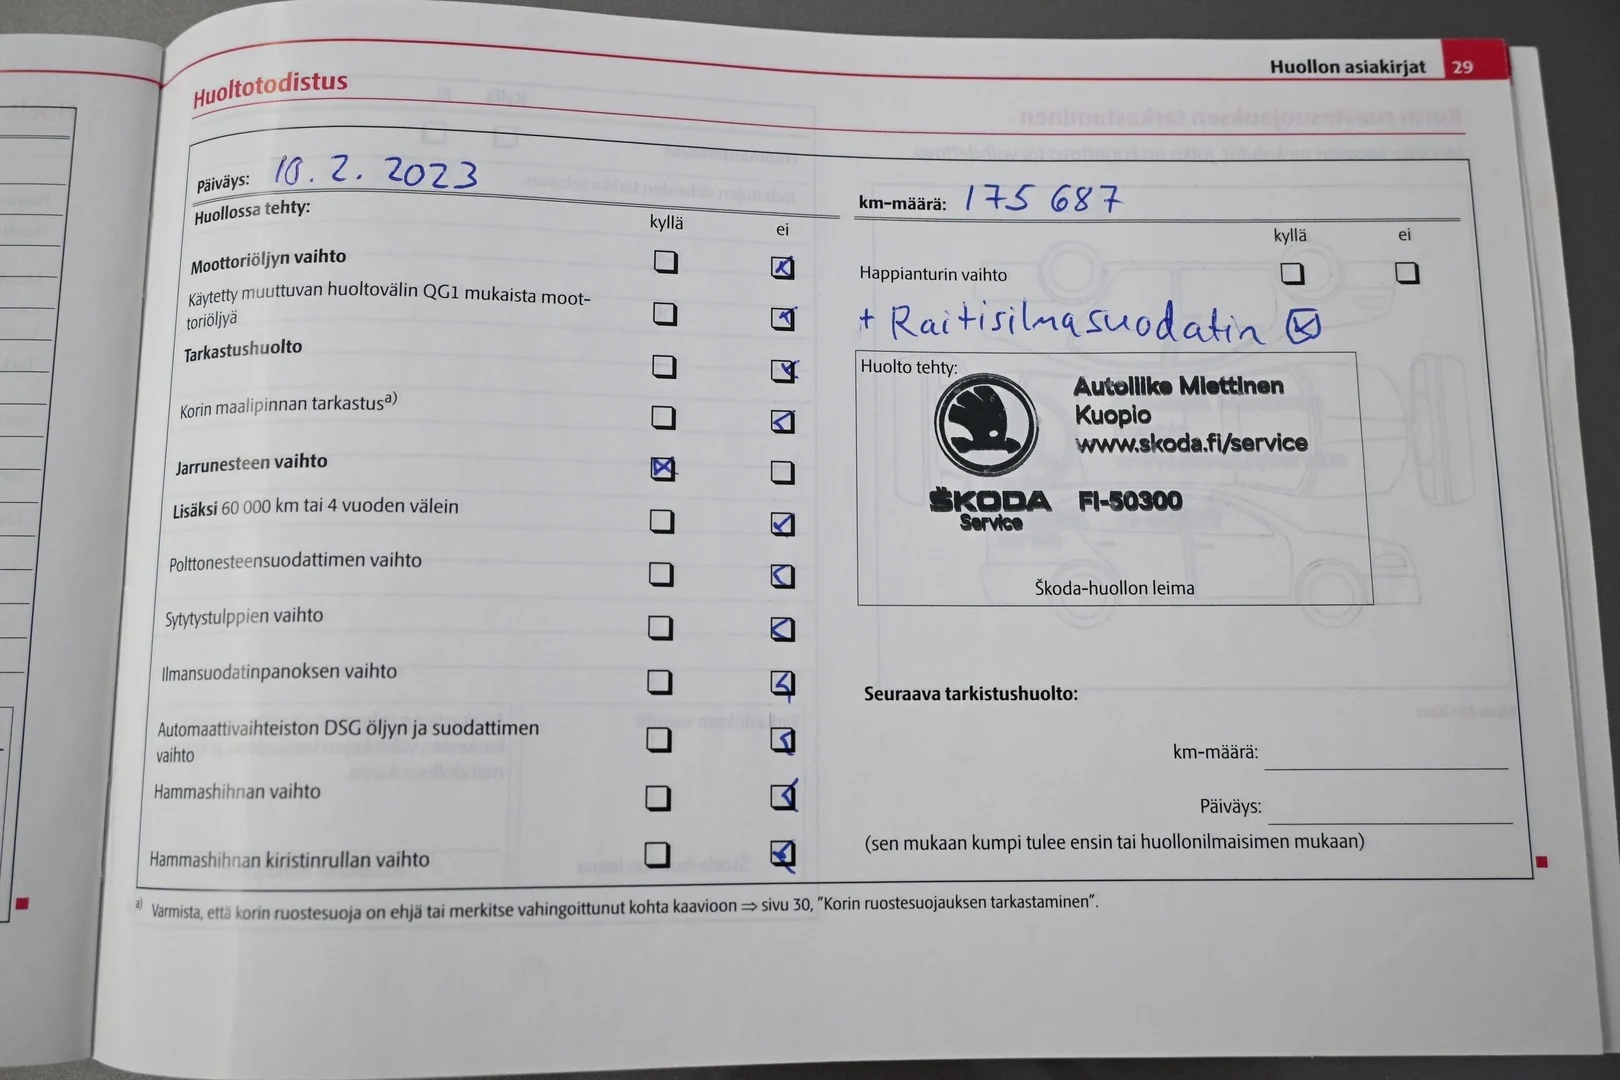 Huollon asiakirjat 29
Huoltotodistus
Päiväys: 10. 2. 2023
Huollossa tehty:
kyllä ei
Moottoriöljyn vaihto
Käytetty muuttuvan huoltovälin QG1 mukaista moot-
toriöljyä
Tarkastushuolto
Korin maalipinnan tarkastusa)
Jarrunesteen vaihto
Lisäksi 60 000 km tai 4 vuoden välein
Polttonesteensuodattimen vaihto
Sytytystulppien vaihto
Ilmansuodatinpanoksen vaihto
Automaattivaihteiston DSG öljyn ja suodattimen
vaihto
Hammashihnan vaihto
Hammashihnan kiristinrullan vaihto
km-määrä: 175 687
kyllä ei
Happianturin vaihto
+ Raitisilmasuodatin
Huolto tehty:
Autoliike Miettinen
Kuopio
www.skoda.fi/service
ŠKODA FI-50300
Service
Škoda-huollon leima
Seuraava tarkistushuolto:
km-määrä:
Päiväys:
(sen mukaan kumpi tulee ensin tai huollonilmaisimen mukaan)
a) Varmista, että korin ruostesuoja on ehjä tai merkitse vahingoittunut kohta kaavioon ⇒ sivu 30, "Korin ruostesuojauksen tarkastaminen".